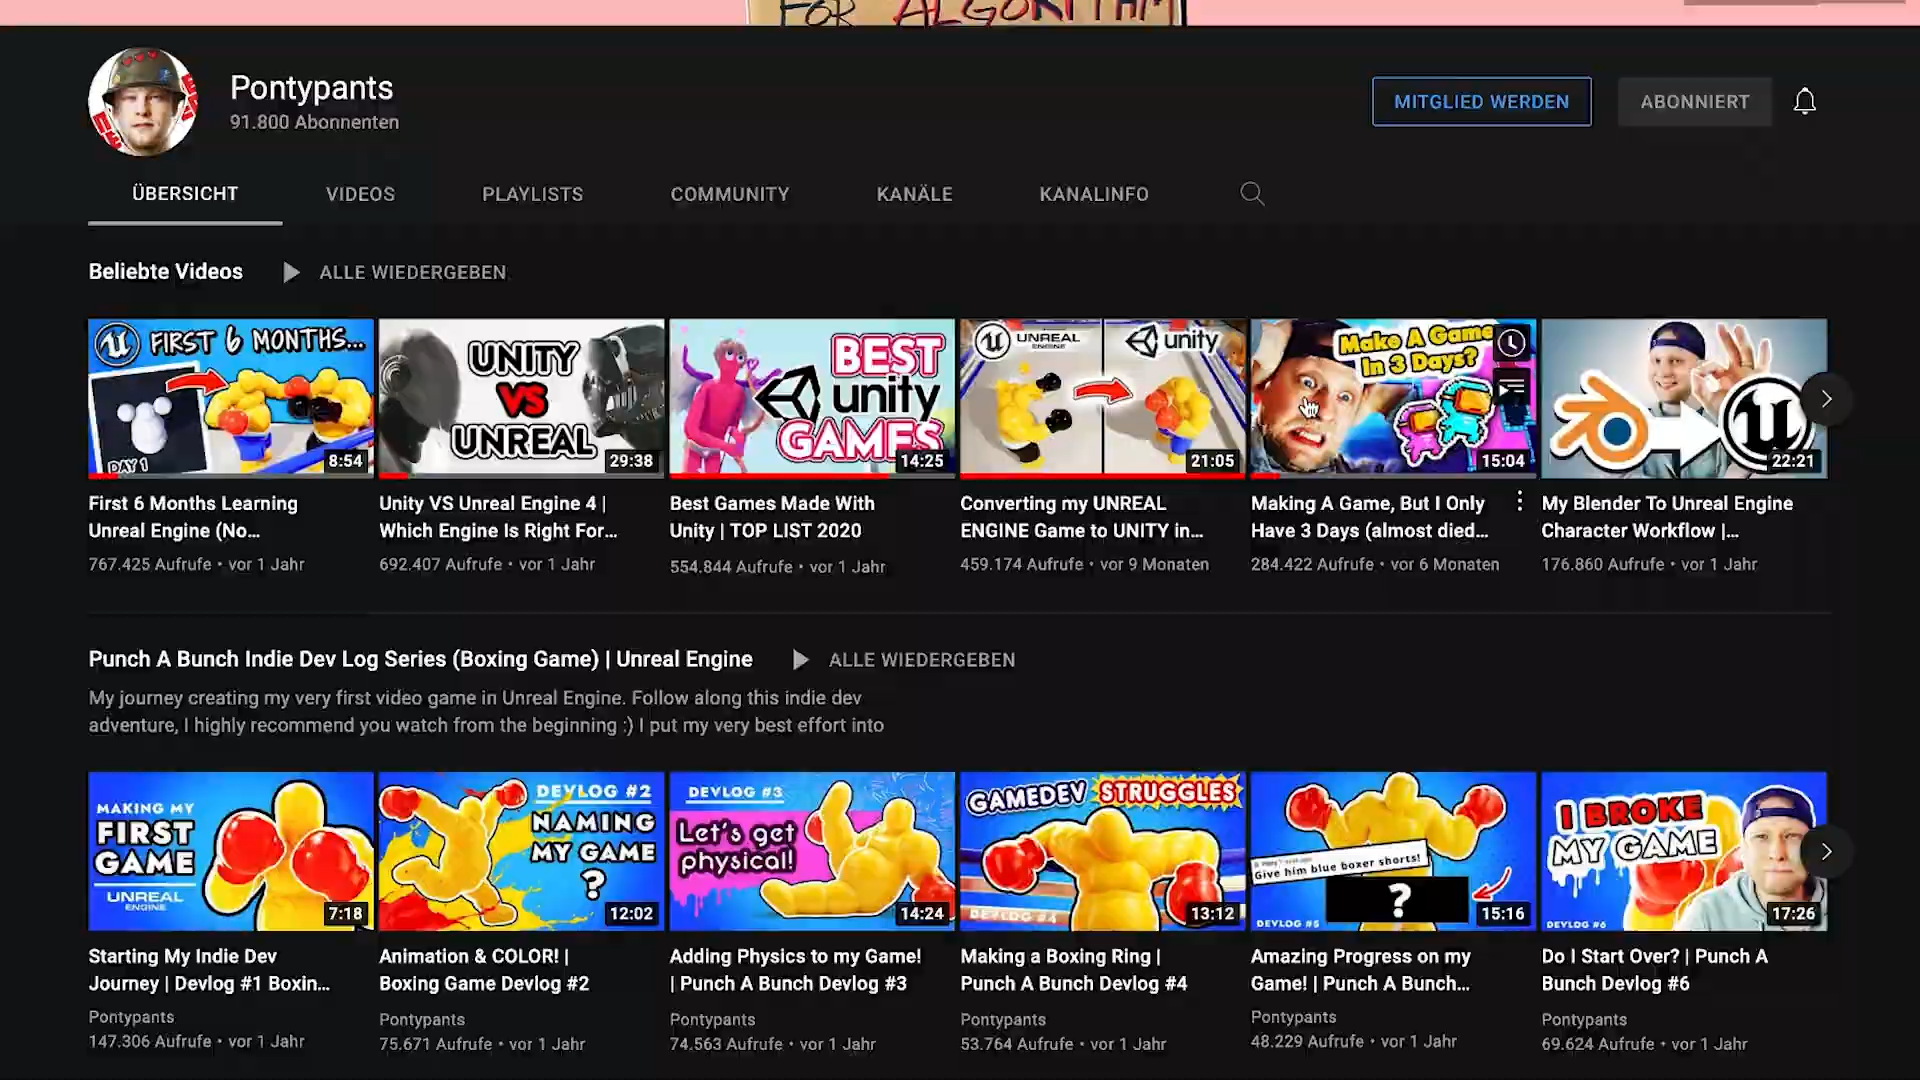 FOR ALGORITHM
Pontypants
91.800 Abonnenten
MITGLIED WERDEN
ABONNIERT
ÜBERSICHT
VIDEOS
PLAYLISTS
COMMUNITY
KANÄLE
KANALINFO
Beliebte Videos
ALLE WIEDERGEBEN
FIRST 6 MONTHS...
DAY 1
8:54
UNITY
VS
UNREAL
29:38
BEST
unity
GAMES
14:25
UNREAL
ENGINE
unity
21:05
Make A Game
In 3 Days?
15:04
22:21
First 6 Months Learning
Unreal Engine (No...
767.425 Aufrufe • vor 1 Jahr
Unity VS Unreal Engine 4 |
Which Engine Is Right For...
692.407 Aufrufe • vor 1 Jahr
Best Games Made With
Unity | TOP LIST 2020
554.844 Aufrufe • vor 1 Jahr
Converting my UNREAL
ENGINE Game to UNITY in...
459.174 Aufrufe • vor 9 Monaten
Making A Game, But I Only
Have 3 Days (almost died...
284.422 Aufrufe • vor 6 Monaten
My Blender To Unreal Engine
Character Workflow |...
176.860 Aufrufe • vor 1 Jahr
Punch A Bunch Indie Dev Log Series (Boxing Game) | Unreal Engine
ALLE WIEDERGEBEN
My journey creating my very first video game in Unreal Engine. Follow along this indie dev
adventure, I highly recommend you watch from the beginning :) I put my very best effort into
MAKING MY
FIRST
GAME
UNREAL
ENGINE
7:18
DEVLOG #2
NAMING
MY GAME
?
12:02
DEVLOG #3
Let's get
physical!
14:24
GAMEDEV STRUGGLES
DEVLOG #4
13:12
Give him blue boxer shorts!
?
DEVLOG #5
15:16
I BROKE
MY GAME
DEVLOG #6
17:26
Starting My Indie Dev
Journey | Devlog #1 Boxin...
Pontypants
147.306 Aufrufe • vor 1 Jahr
Animation & COLOR! |
Boxing Game Devlog #2
Pontypants
75.671 Aufrufe • vor 1 Jahr
Adding Physics to my Game!
| Punch A Bunch Devlog #3
Pontypants
74.563 Aufrufe • vor 1 Jahr
Making a Boxing Ring |
Punch A Bunch Devlog #4
Pontypants
53.764 Aufrufe • vor 1 Jahr
Amazing Progress on my
Game! | Punch A Bunch...
Pontypants
48.229 Aufrufe • vor 1 Jahr
Do I Start Over? | Punch A
Bunch Devlog #6
Pontypants
69.624 Aufrufe • vor 1 Jahr